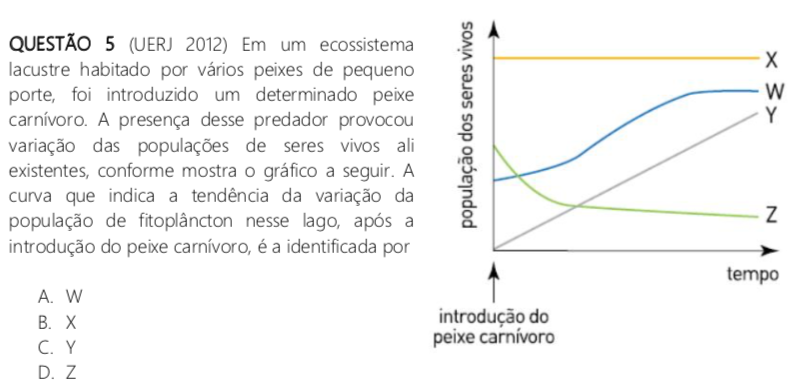 QUESTÃO 5 (UERJ 2012) Em um ecossistema
lacustre habitado por vários peixes de pequeno
porte, foi introduzido um determinado peixe
carnívoro. A presença desse predador provocou
variação das populações de seres vivos ali
existentes, conforme mostra o gráfico a seguir. A
curva que indica a tendência da variação da
população de fitoplâncton nesse lago, após a
introdução do peixe carnívoro, é a identificada por
A. W
B. X
C. Y
D. Z
população dos seres vivos
X
W
Y
Z
tempo
introdução do
peixe carnívoro